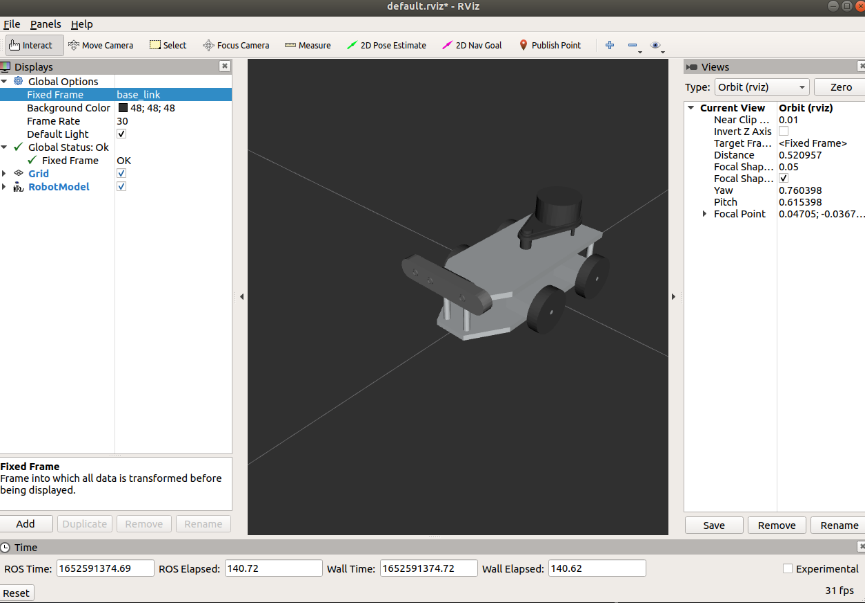 default.rviz* - RViz
File Panels Help
Interact Move Camera Select Focus Camera Measure 2D Pose Estimate 2D Nav Goal Publish Point
Displays
Global Options
Fixed Frame base_link
Background Color 48; 48; 48
Frame Rate 30
Default Light
Global Status: Ok
Fixed Frame OK
Grid
RobotModel
Fixed Frame
Frame into which all data is transformed before
being displayed.
Add Duplicate Remove Rename
Views
Type: Orbit (rviz) Zero
Current View Orbit (rviz)
Near Clip ... 0.01
Invert Z Axis
Target Fra... <Fixed Frame>
Distance 0.520957
Focal Shap... 0.05
Focal Shap...
Yaw 0.760398
Pitch 0.615398
Focal Point 0.04705; -0.0367...
Save Remove Rename
Time
ROS Time: 1652591374.69 ROS Elapsed: 140.72 Wall Time: 1652591374.72 Wall Elapsed: 140.62 Experimental
Reset 31 fps